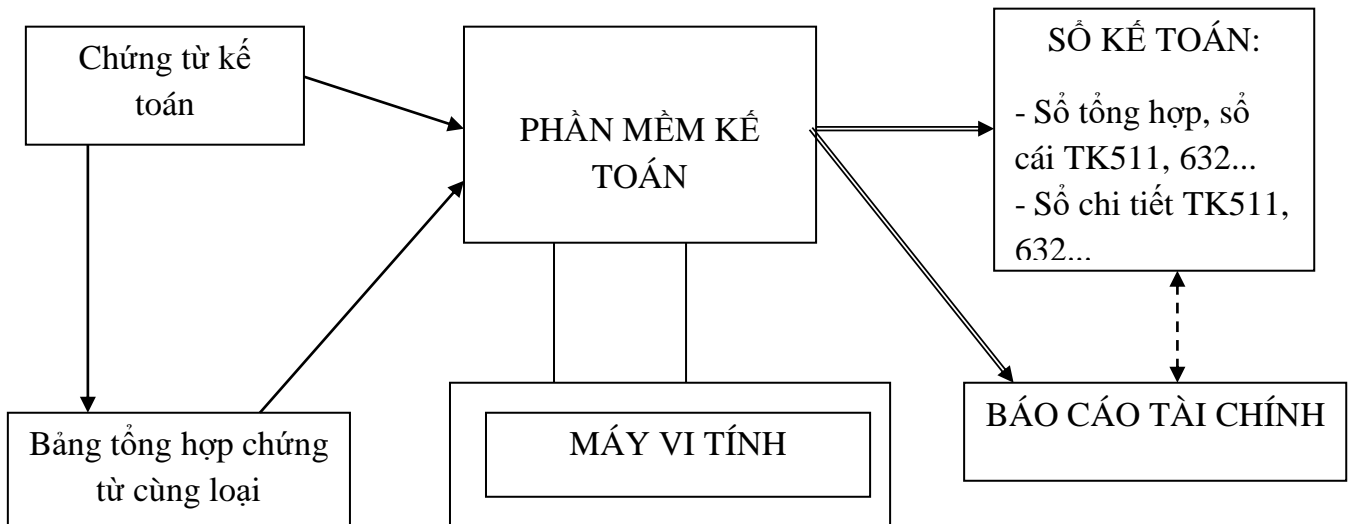 Chứng từ kế
toán
PHẦN MỀM KẾ
TOÁN
SỔ KẾ TOÁN:
- Sổ tổng hợp, sổ
cái TK511, 632...
- Sổ chi tiết TK511,
632...
Bảng tổng hợp chứng
từ cùng loại
MÁY VI TÍNH
BÁO CÁO TÀI CHÍNH